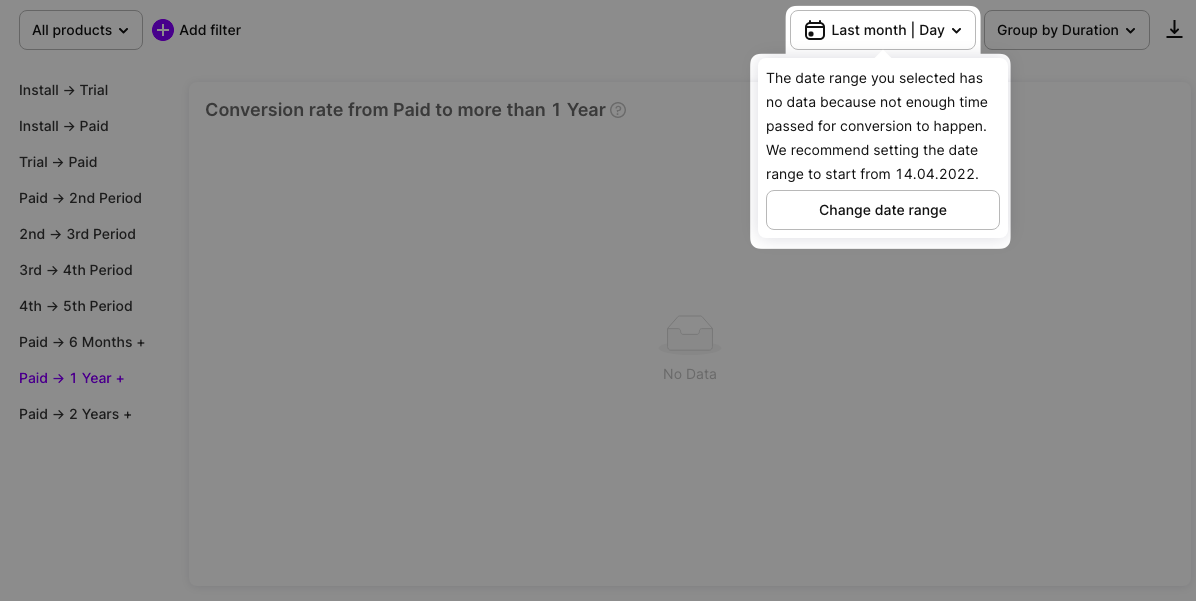 All products
Add filter
Last month | Day
Group by Duration
Install → Trial
Install → Paid
Trial → Paid
Paid → 2nd Period
2nd → 3rd Period
3rd → 4th Period
4th → 5th Period
Paid → 6 Months +
Paid → 1 Year +
Paid → 2 Years +
Conversion rate from Paid to more than 1 Year ?
The date range you selected has
no data because not enough time
passed for conversion to happen.
We recommend setting the date
range to start from 14.04.2022.
Change date range
No Data